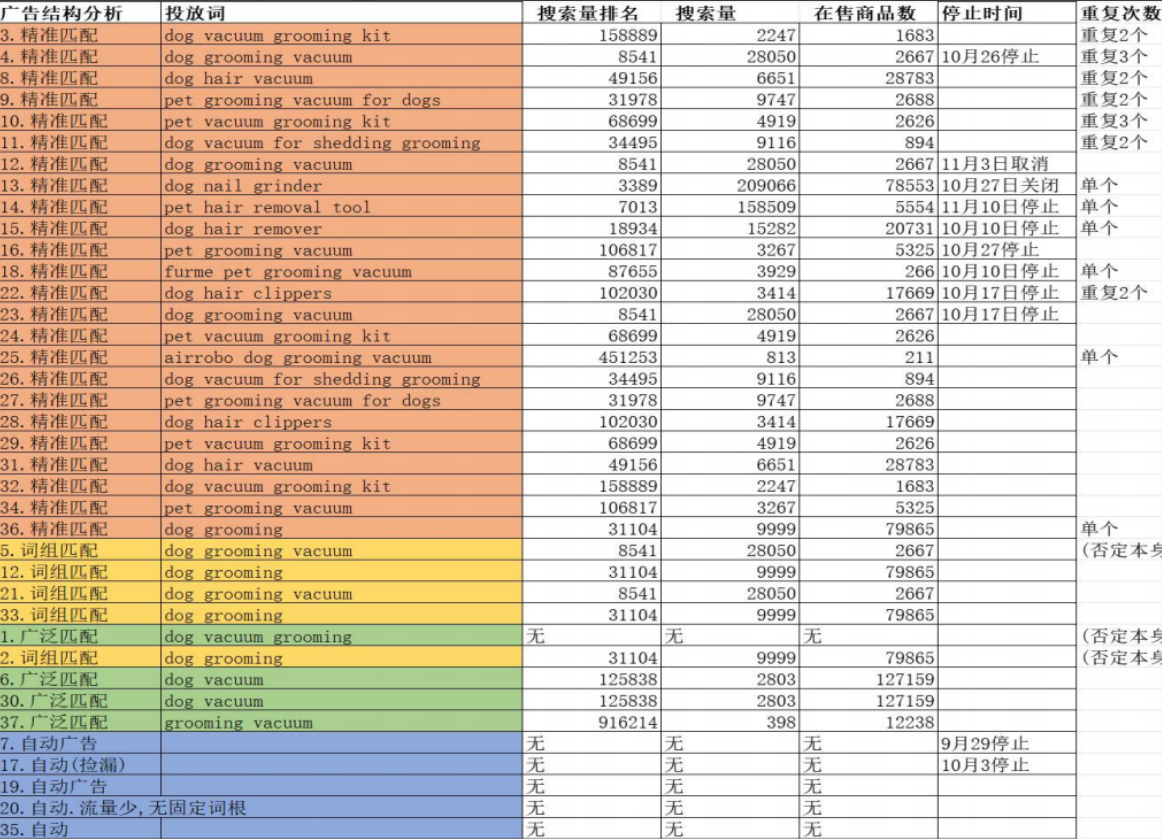 广告结构分析 投放词 搜索量排名 搜索量 在售商品数 停止时间 重复次数
3.精准匹配 dog vacuum grooming kit 158889 2247 1683 重复2个
4.精准匹配 dog grooming vacuum 8541 28050 2667 10月26停止 重复3个
8.精准匹配 dog hair vacuum 49156 6651 28783 重复2个
9.精准匹配 pet grooming vacuum for dogs 31978 9747 2688 重复2个
10.精准匹配 pet vacuum grooming kit 68699 4919 2626 重复3个
11.精准匹配 dog vacuum for shedding grooming 34495 9116 894 重复2个
12.精准匹配 dog grooming vacuum 8541 28050 2667 11月3日取消
13.精准匹配 dog nail grinder 3389 209066 78553 10月27日关闭 单个
14.精准匹配 pet hair removal tool 7013 158509 5554 11月10日停止 单个
15.精准匹配 dog hair remover 18934 15282 20731 10月10日停止 单个
16.精准匹配 pet grooming vacuum 106817 3267 5325 10月27停止
18.精准匹配 furme pet grooming vacuum 87655 3929 266 10月10日停止 单个
22.精准匹配 dog hair clippers 102030 3414 17669 10月17日停止 重复2个
23.精准匹配 dog grooming vacuum 8541 28050 2667 10月17日停止
24.精准匹配 pet vacuum grooming kit 68699 4919 2626
25.精准匹配 airrobo dog grooming vacuum 451253 813 211 单个
26.精准匹配 dog vacuum for shedding grooming 34495 9116 894
27.精准匹配 pet grooming vacuum for dogs 31978 9747 2688
28.精准匹配 dog hair clippers 102030 3414 17669
29.精准匹配 pet vacuum grooming kit 68699 4919 2626
31.精准匹配 dog hair vacuum 49156 6651 28783
32.精准匹配 dog vacuum grooming kit 158889 2247 1683
34.精准匹配 pet grooming vacuum 106817 3267 5325
36.精准匹配 dog grooming 31104 9999 79865 单个
5.词组匹配 dog grooming vacuum 8541 28050 2667 (否定本身
12.词组匹配 dog grooming 31104 9999 79865
21.词组匹配 dog grooming vacuum 8541 28050 2667
33.词组匹配 dog grooming 31104 9999 79865
1.广泛匹配 dog vacuum grooming 无 无 无 (否定本身
2.词组匹配 dog grooming 31104 9999 79865 (否定本身
6.广泛匹配 dog vacuum 125838 2803 127159
30.广泛匹配 dog vacuum 125838 2803 127159
37.广泛匹配 grooming vacuum 916214 398 12238
7.自动广告 无 无 无 9月29停止
17.自动(捡漏) 无 无 无 10月3停止
19.自动广告 无 无 无
20.自动.流量少,无固定词根 无 无 无
35.自动 无 无 无